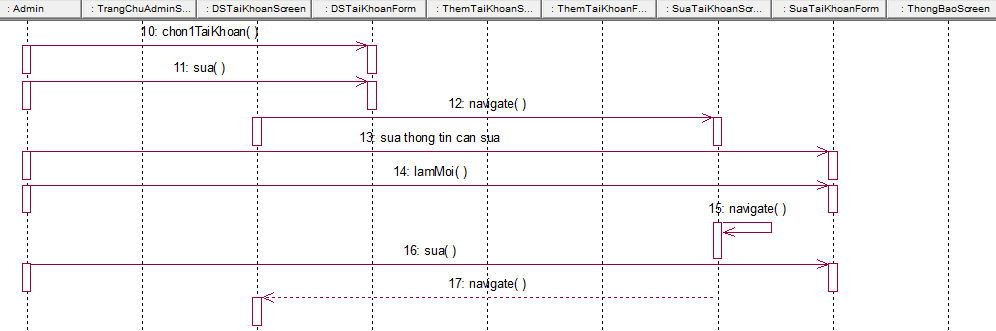 : Admin
: TrangChuAdminS...
: DSTaiKhoanScreen
: DSTaiKhoanForm
: ThemTaiKhoanS...
: ThemTaiKhoanF...
: SuaTaiKhoanScr...
: SuaTaiKhoanForm
: ThongBaoScreen
10: chon1TaiKhoan( )
11: sua( )
12: navigate( )
13: sua thong tin can sua
14: lamMoi( )
15: navigate( )
16: sua( )
17: navigate( )